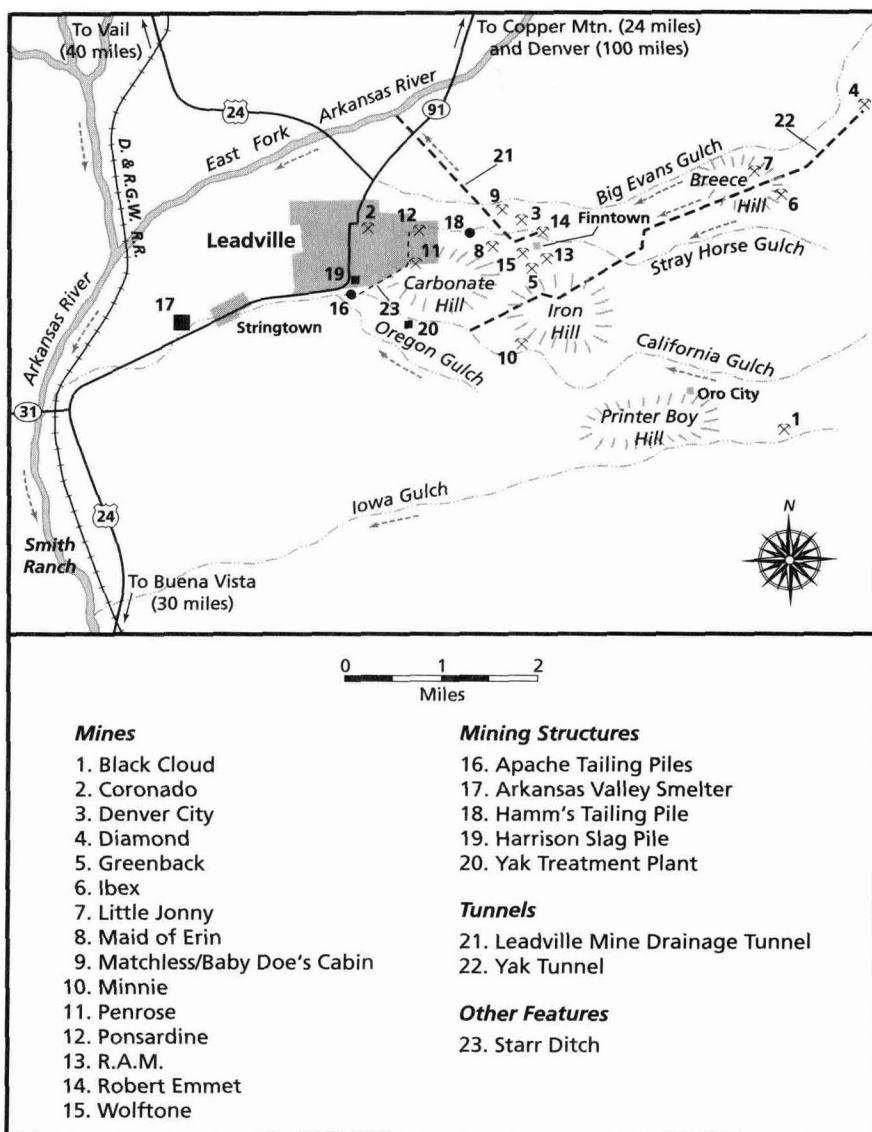 To Vail
(40 miles)
To Copper Mtn. (24 miles)
and Denver (100 miles)
4
24
91
22
East Fork Arkansas River
D. & R.G.W. R.R.
21
Big Evans Gulch
7
Breece
Hill
6
9
3
2
12
18
14
Finntown
Leadville
8
Stray Horse Gulch
11
15
13
5
19
Carbonate
Hill
Arkansas River
17
16
23
Iron
Hill
Stringtown
20
Oregon Gulch
10
California Gulch
Oro City
31
Printer Boy
Hill
1
Iowa Gulch
24
N
Smith
Ranch
To Buena Vista
(30 miles)
0 1 2
Miles
Mines
1. Black Cloud
2. Coronado
3. Denver City
4. Diamond
5. Greenback
6. Ibex
7. Little Jonny
8. Maid of Erin
9. Matchless/Baby Doe's Cabin
10. Minnie
11. Penrose
12. Ponsardine
13. R.A.M.
14. Robert Emmet
15. Wolftone
Mining Structures
16. Apache Tailing Piles
17. Arkansas Valley Smelter
18. Hamm's Tailing Pile
19. Harrison Slag Pile
20. Yak Treatment Plant
Tunnels
21. Leadville Mine Drainage Tunnel
22. Yak Tunnel
Other Features
23. Starr Ditch